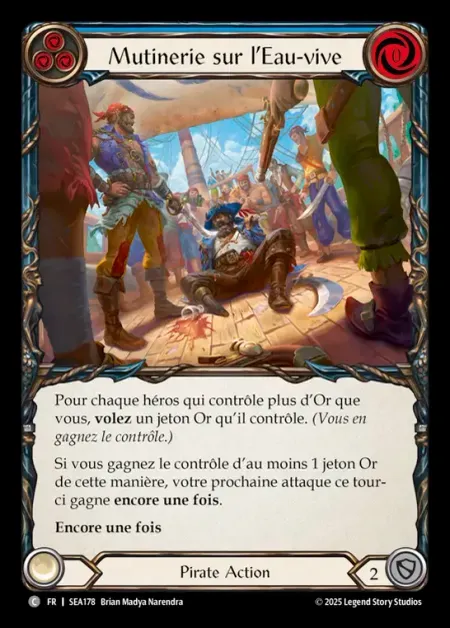 Mutinerie sur l'Eau-vive
0
Pour chaque héros qui contrôle plus d'Or que
vous, volez un jeton Or qu'il contrôle. (Vous en
gagnez le contrôle.)
Si vous gagnez le contrôle d'au moins 1 jeton Or
de cette manière, votre prochaine attaque ce tour-
ci gagne encore une fois.
Encore une fois
Pirate Action
2
C FR | SEA178 Brian Madya Narendra
© 2025 Legend Story Studios